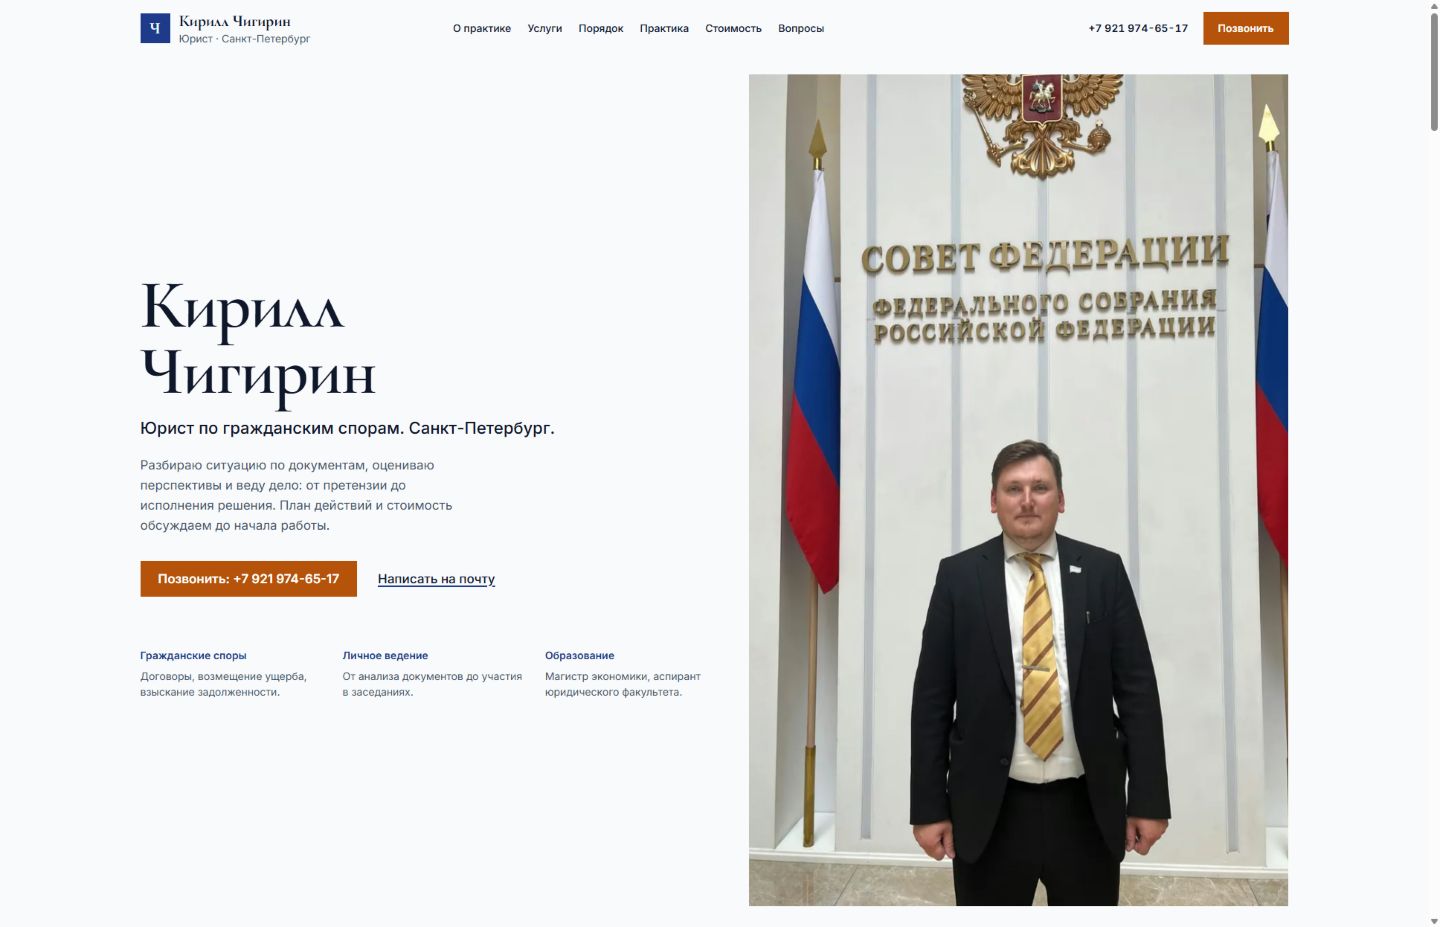 Ч
Кирилл Чигирин
Юрист · Санкт-Петербург
О практике
Услуги
Порядок
Практика
Стоимость
Вопросы
+7 921 974-65-17
Позвонить
Кирилл
Чигирин
Юрист по гражданским спорам. Санкт-Петербург.
Разбираю ситуацию по документам, оцениваю
перспективы и веду дело: от претензии до
исполнения решения. План действий и стоимость
обсуждаем до начала работы.
Позвонить: +7 921 974-65-17
Написать на почту
Гражданские споры
Договоры, возмещение ущерба,
взыскание задолженности.
Личное ведение
От анализа документов до участия
в заседаниях.
Образование
Магистр экономики, аспирант
юридического факультета.
СОВЕТ ФЕДЕРАЦИИ
ФЕДЕРАЛЬНОГО СОБРАНИЯ
РОССИЙСКОЙ ФЕДЕРАЦИИ